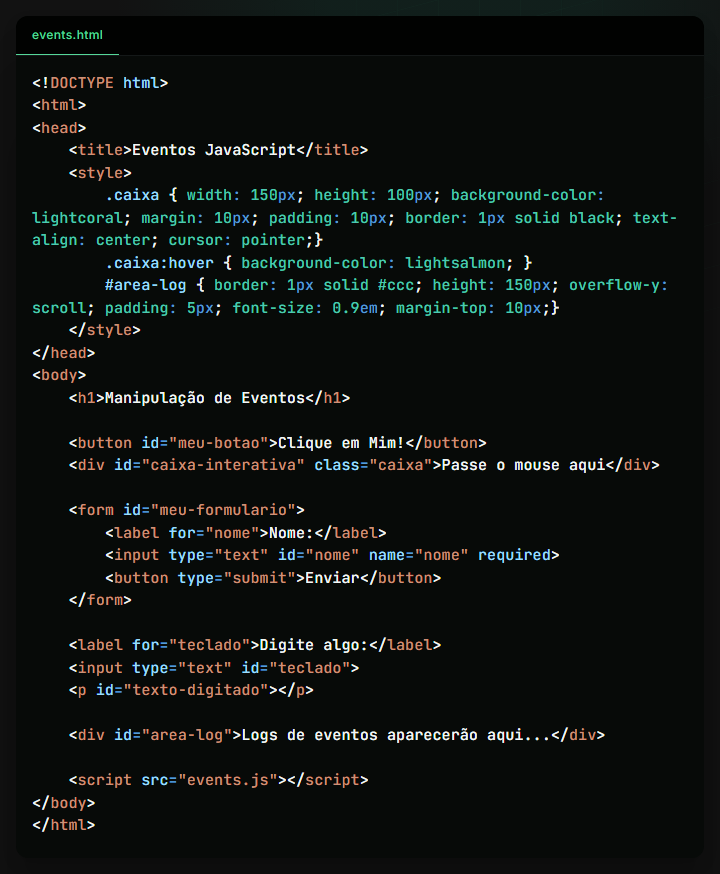 events.html
<!DOCTYPE html>
<html>
<head>
    <title>Eventos JavaScript</title>
    <style>
        .caixa { width: 150px; height: 100px; background-color:
lightcoral; margin: 10px; padding: 10px; border: 1px solid black; text-
align: center; cursor: pointer;}
        .caixa:hover { background-color: lightsalmon; }
        #area-log { border: 1px solid #ccc; height: 150px; overflow-y:
scroll; padding: 5px; font-size: 0.9em; margin-top: 10px;}
    </style>
</head>
<body>
    <h1>Manipulação de Eventos</h1>

    <button id="meu-botao">Clique em Mim!</button>
    <div id="caixa-interativa" class="caixa">Passe o mouse aqui</div>

    <form id="meu-formulario">
        <label for="nome">Nome:</label>
        <input type="text" id="nome" name="nome" required>
        <button type="submit">Enviar</button>
    </form>

    <label for="teclado">Digite algo:</label>
    <input type="text" id="teclado">
    <p id="texto-digitado"></p>

    <div id="area-log">Logs de eventos aparecerão aqui...</div>

    <script src="events.js"></script>
</body>
</html>